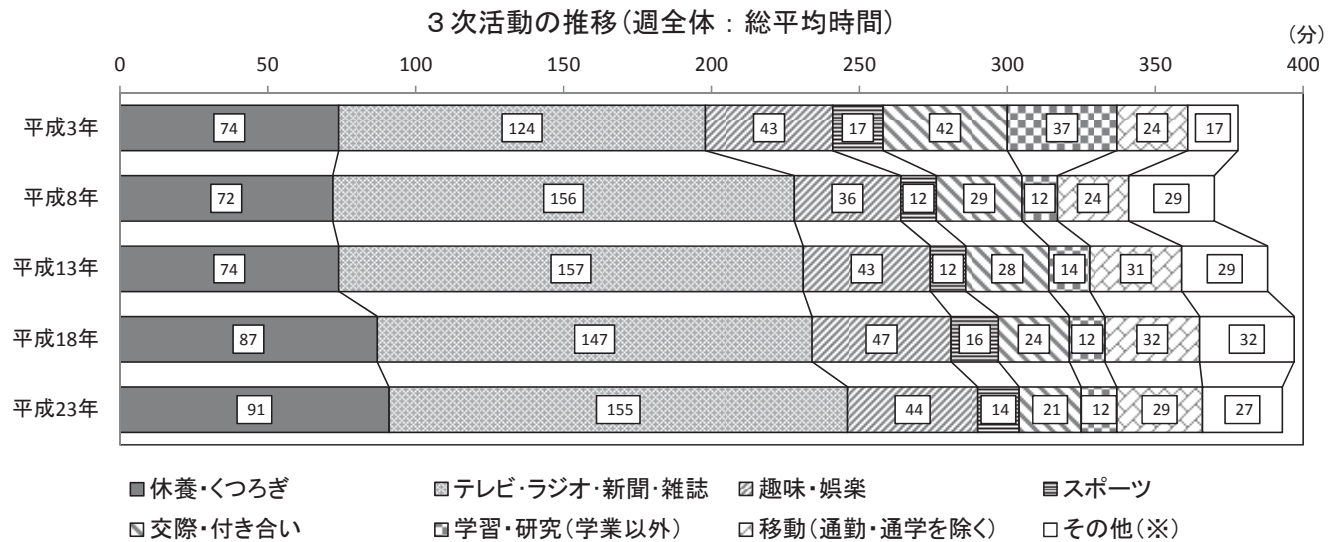 3次活動の推移(週全体：総平均時間)
(分)
0 50 100 150 200 250 300 350 400
平成3年 74 124 43 17 42 37 24 17
平成8年 72 156 36 12 29 12 24 29
平成13年 74 157 43 12 28 14 31 29
平成18年 87 147 47 16 24 12 32 32
平成23年 91 155 44 14 21 12 29 27
休養・くつろぎ テレビ・ラジオ・新聞・雑誌 趣味・娯楽 スポーツ
交際・付き合い 学習・研究(学業以外) 移動(通勤・通学を除く) その他(※)